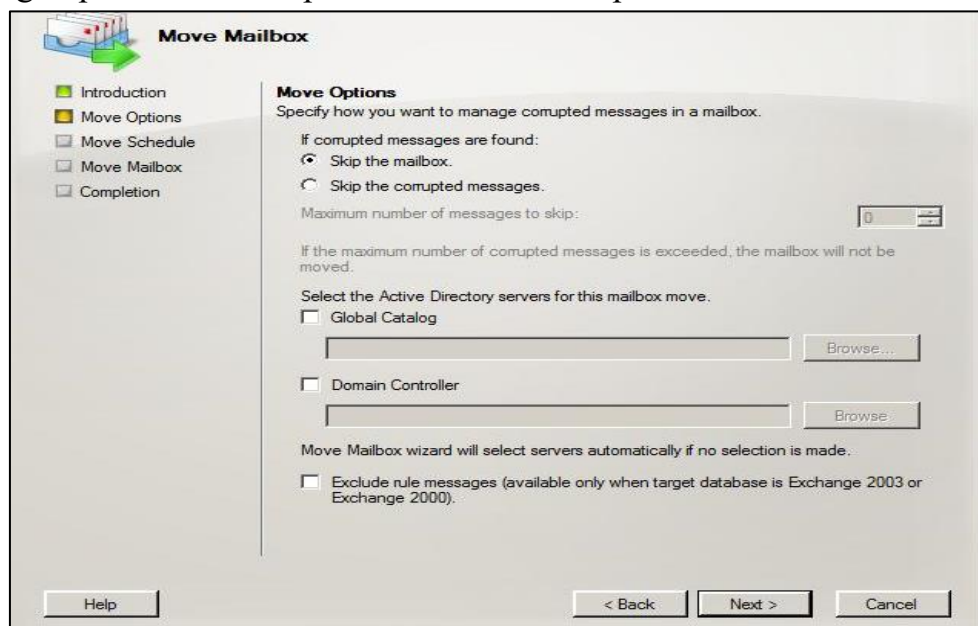 Move Mailbox
Introduction
Move Options
Move Schedule
Move Mailbox
Completion
Move Options
Specify how you want to manage corrupted messages in a mailbox.
If corrupted messages are found:
Skip the mailbox.
Skip the corrupted messages.
Maximum number of messages to skip:
0
If the maximum number of corrupted messages is exceeded, the mailbox will not be
moved.
Select the Active Directory servers for this mailbox move.
Global Catalog
Browse...
Domain Controller
Browse
Move Mailbox wizard will select servers automatically if no selection is made.
Exclude rule messages (available only when target database is Exchange 2003 or
Exchange 2000).
Help
< Back
Next >
Cancel